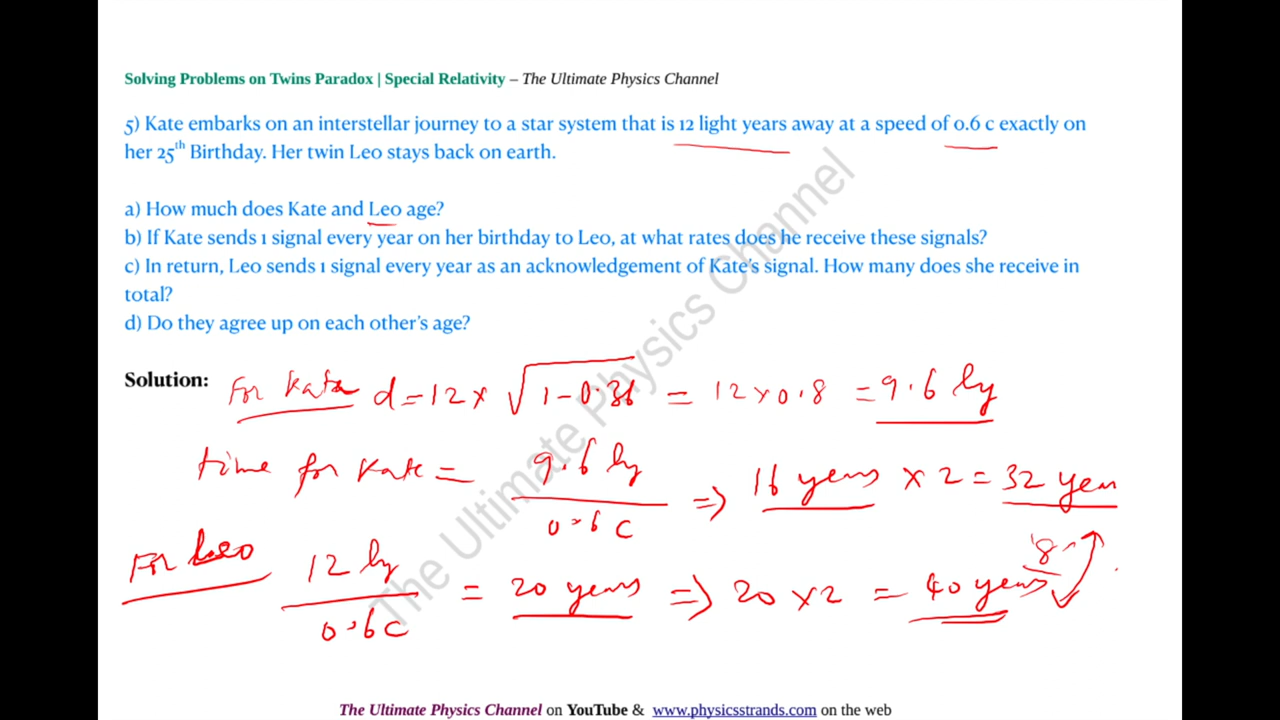 Solving Problems on Twins Paradox | Special Relativity – The Ultimate Physics Channel
5) Kate embarks on an interstellar journey to a star system that is 12 light years away at a speed of 0.6 c exactly on
her 25th Birthday. Her twin Leo stays back on earth.
a) How much does Kate and Leo age?
b) If Kate sends 1 signal every year on her birthday to Leo, at what rates does he receive these signals?
c) In return, Leo sends 1 signal every year as an acknowledgement of Kate's signal. How many does she receive in
total?
d) Do they agree up on each other's age?
Solution: For Kate d = 12 × √1-0.36 = 12 × 0.8 = 9.6 ly
time for Kate = 9.6 ly / 0.6 c ⇒ 16 years × 2 = 32 year
For Leo 12 ly / 0.6 c = 20 years ⇒ 20 × 2 = 40 years
8
The Ultimate Physics Channel
The Ultimate Physics Channel on YouTube & www.physicsstrands.com on the web